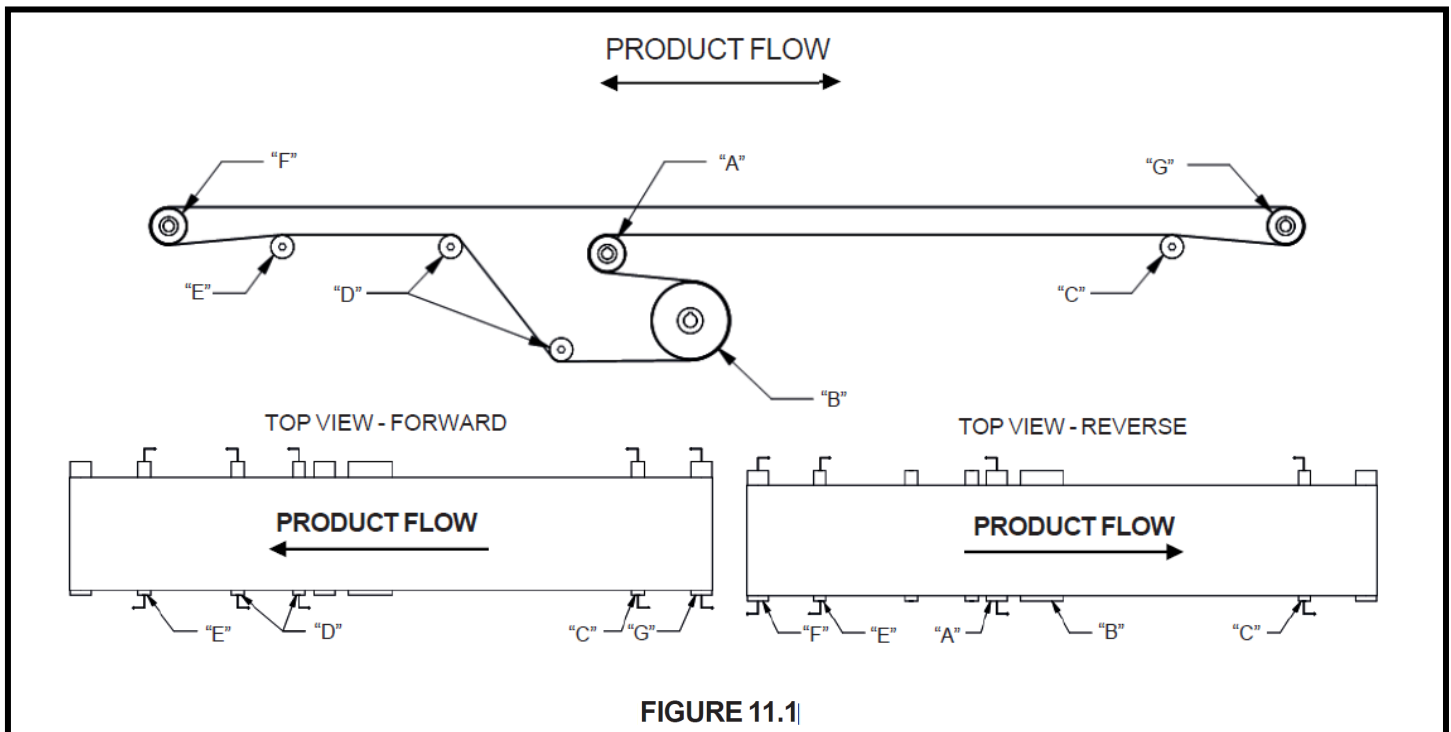 PRODUCT FLOW
“F”
“A”
“G”
“E”
“D”
“C”
“B”
TOP VIEW - FORWARD
PRODUCT FLOW
“E”
“D”
“C”
“G”
TOP VIEW - REVERSE
PRODUCT FLOW
“F”
“E”
“A”
“B”
“C”
FIGURE 11.1